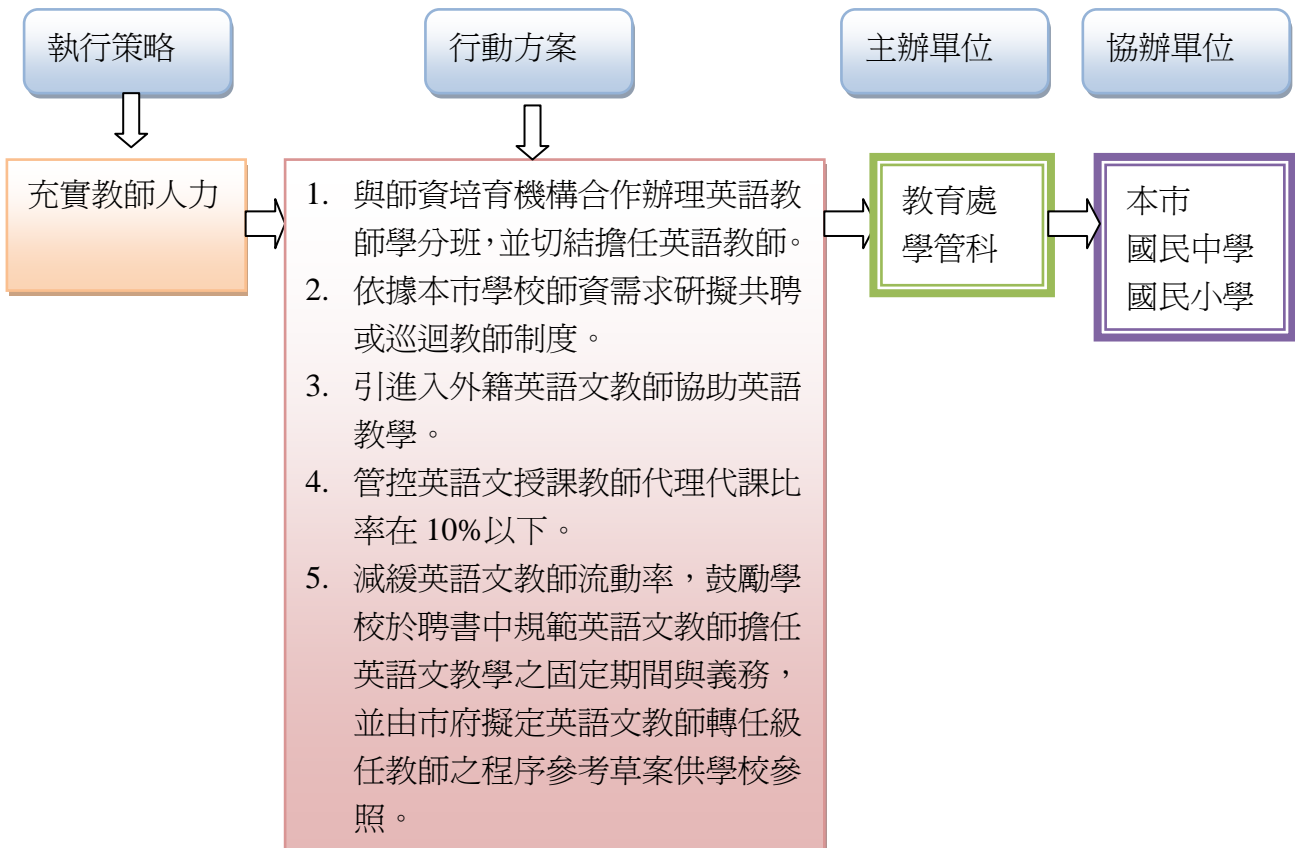 執行策略
行動方案
主辦單位
協辦單位
充實教師人力
1. 與師資培育機構合作辦理英語教
師學分班,並切結擔任英語教師。
2. 依據本市學校師資需求研擬共聘
或巡迴教師制度。
3. 引進入外籍英語文教師協助英語
教學。
4. 管控英語文授課教師代理代課比
率在 10%以下。
5. 減緩英語文教師流動率，鼓勵學
校於聘書中規範英語文教師擔任
英語文教學之固定期間與義務，
並由市府擬定英語文教師轉任級
任教師之程序參考草案供學校參
照。
教育處
學管科
本市
國民中學
國民小學